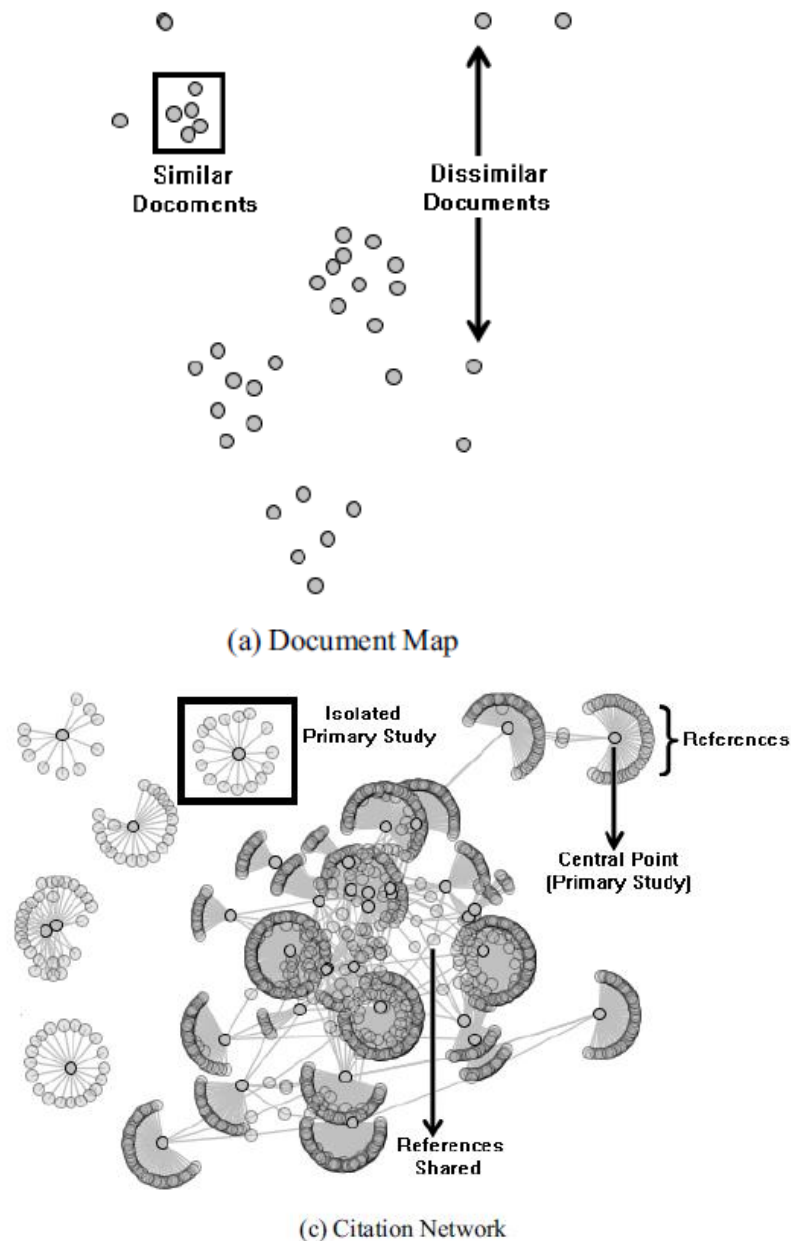 Similar
Docoments
Dissimilar
Documents
(a) Document Map
Isolated
Primary Study
References
Central Point
(Primary Study)
References
Shared
(c) Citation Network